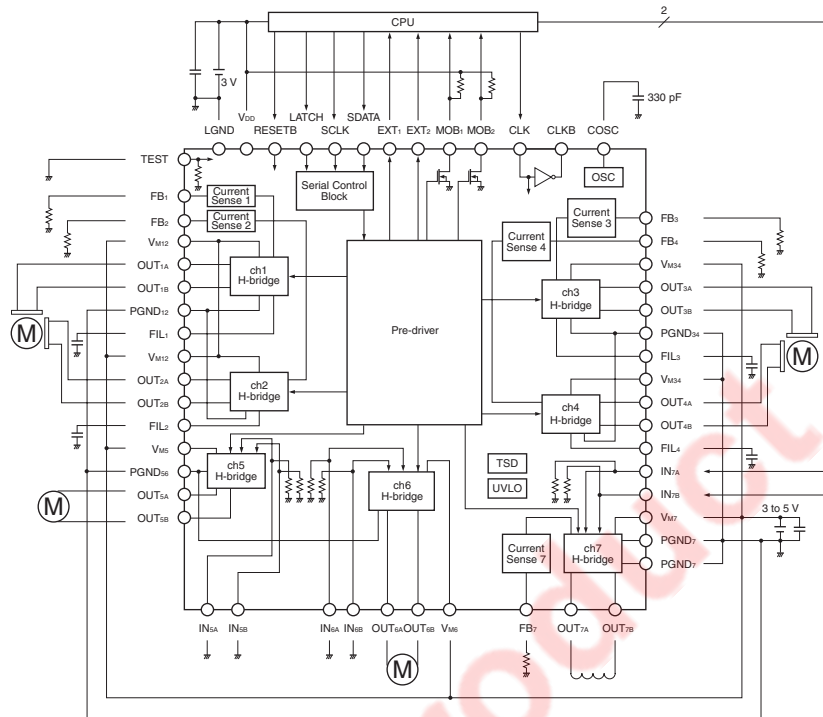 CPU
2
3 V
330 pF
LGND
VDD
RESETB
LATCH
SCLK
SDATA
EXT1
EXT2
MOB1
MOB2
CLK
CLKB
COSC
TEST
FB1
FB2
VM12
OUT1A
OUT1B
PGND12
FIL1
VM12
OUT2A
OUT2B
FIL2
VM5
PGND56
OUT5A
OUT5B
M
M
Current
Sense 1
Current
Sense 2
Serial Control
Block
OSC
Current
Sense 3
Current
Sense 4
ch1
H-bridge
ch2
H-bridge
Pre-driver
ch3
H-bridge
ch4
H-bridge
ch5
H-bridge
ch6
H-bridge
TSD
UVLO
Current
Sense 7
ch7
H-bridge
FB3
FB4
VM34
OUT3A
OUT3B
PGND34
FIL3
VM34
OUT4A
OUT4B
FIL4
IN7A
IN7B
VM7
PGND7
PGND7
M
3 to 5 V
IN5A
IN5B
IN6A
IN6B
OUT6A
OUT6B
VM6
FB7
OUT7A
OUT7B
M
roduct